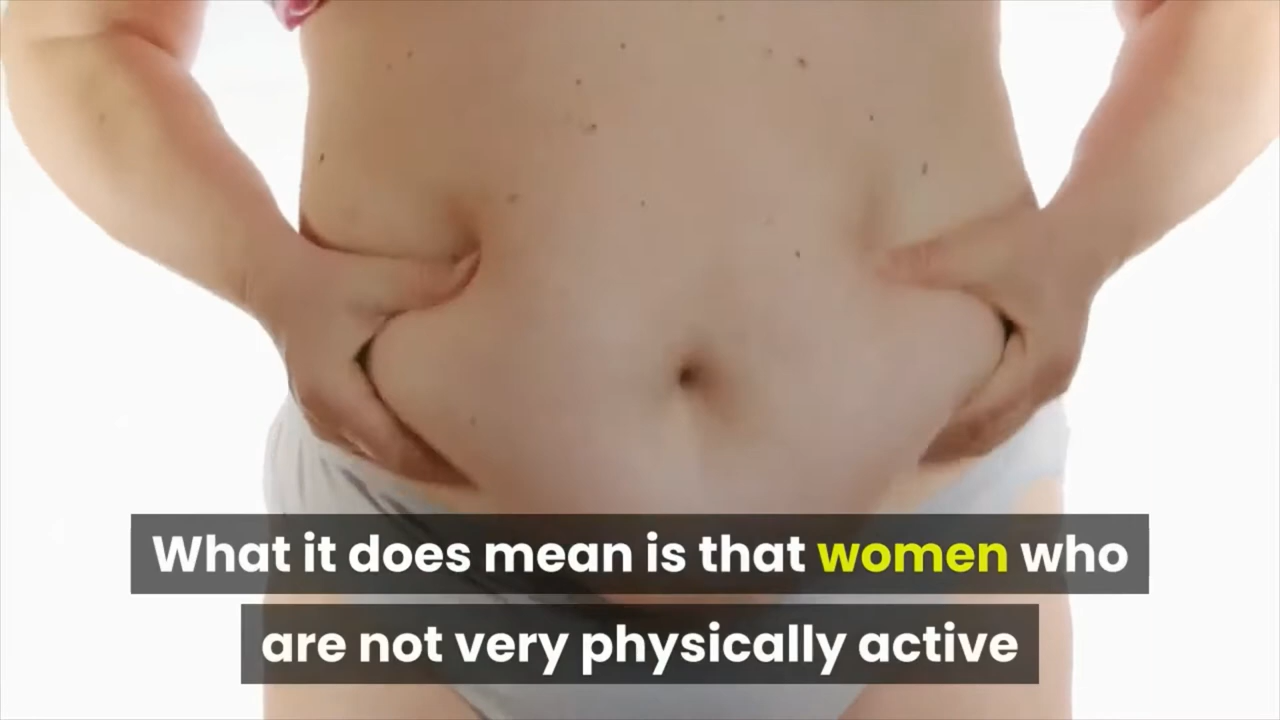 What it does mean is that women who
are not very physically active